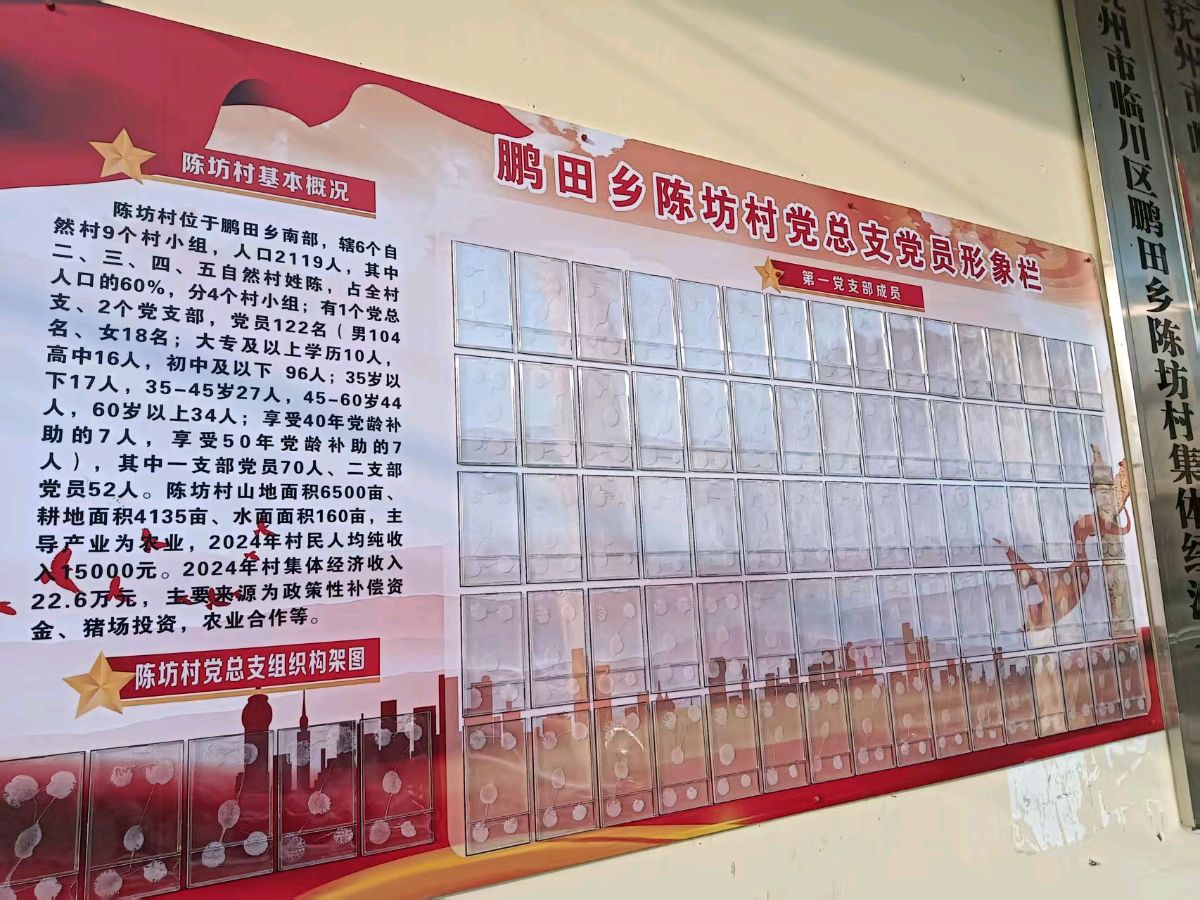 陈坊村基本概况
陈坊村位于鹏田乡南部，辖6个自
然村9个村小组，人口2119人，其中
二、三、四、五自然村姓陈，占全村
人口的60%，分4个村小组；有1个党总
支、2个党支部，党员122名（男104
名、女18名；大专及以上学历10人，
高中16人，初中及以下 96人；35岁以
下17人，35-45岁27人，45-60岁44
人，60岁以上34人；享受40年党龄补
助的7人，享受50年党龄补助的7
人），其中一支部党员70人、二支部
党员52人。陈坊村山地面积6500亩、
耕地面积4135亩、水面面积160亩，主
导产业为农业，2024年村民人均纯收
入15000元。2024年村集体经济收入
22.6万元，主要来源为政策性补偿资
金、猪场投资，农业合作等。
陈坊村党总支组织构架图
鹏田乡陈坊村党总支党员形象栏
第一党支部成员
州市临川区鹏田乡陈坊村集体经
抚州市